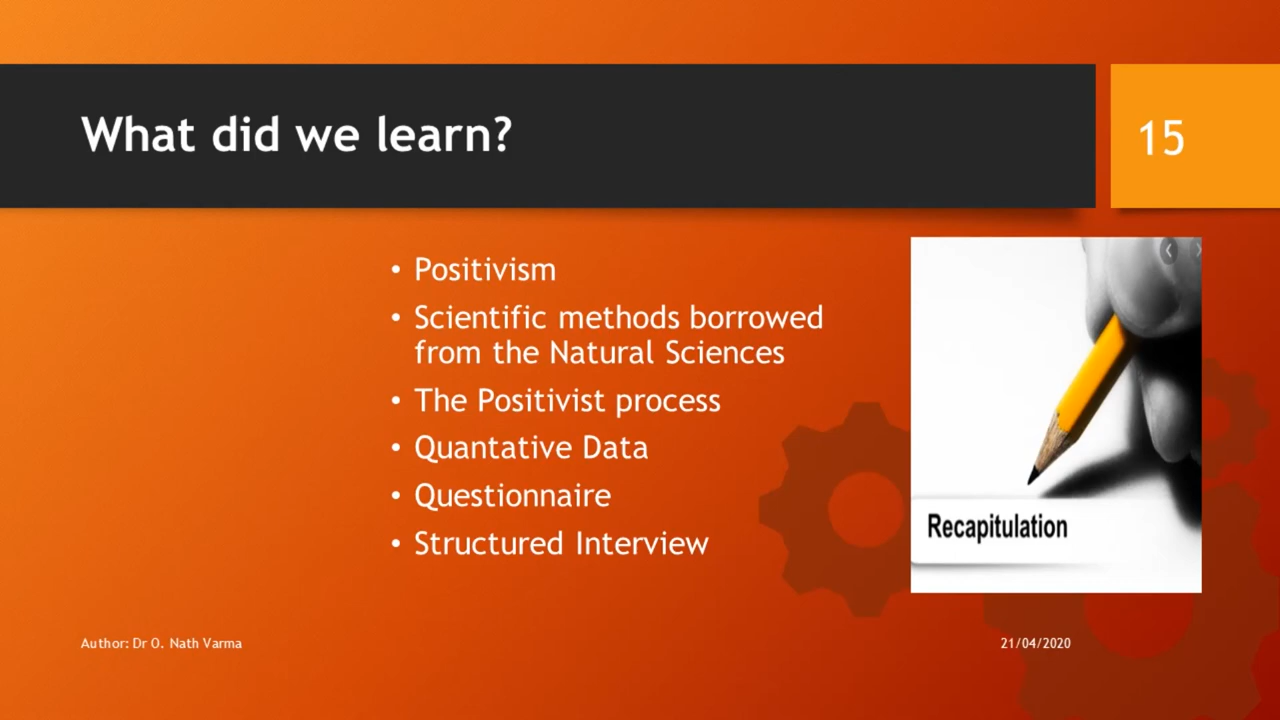 What did we learn?
15
• Positivism
• Scientific methods borrowed
from the Natural Sciences
• The Positivist process
• Quantative Data
• Questionnaire
• Structured Interview
Recapitulation
Author: Dr O. Nath Varma
21/04/2020